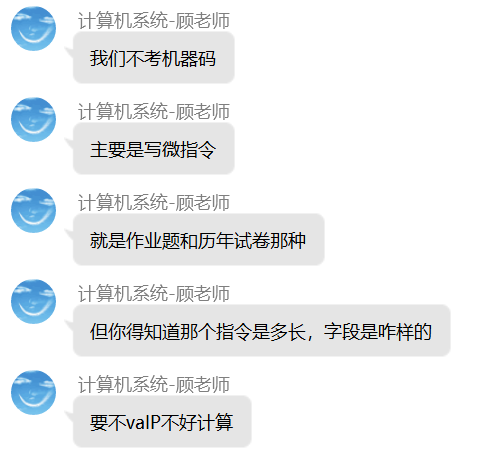 计算机系统-顾老师
我们不考机器码
计算机系统-顾老师
主要是写微指令
计算机系统-顾老师
就是作业题和历年试卷那种
计算机系统-顾老师
但你得知道那个指令是多长，字段是咋样的
计算机系统-顾老师
要不valP不好计算